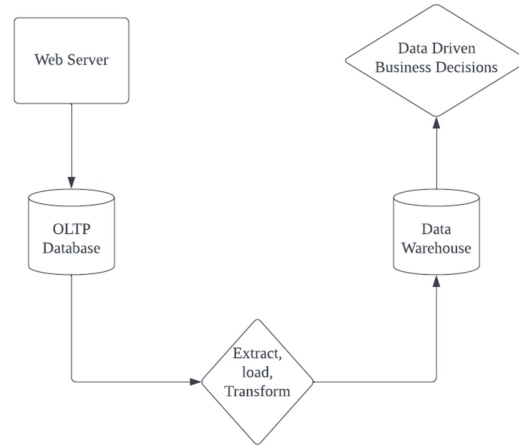 Web Server
Data Driven
Business Decisions
OLTP
Database
Data
Warehouse
Extract,
load,
Transform